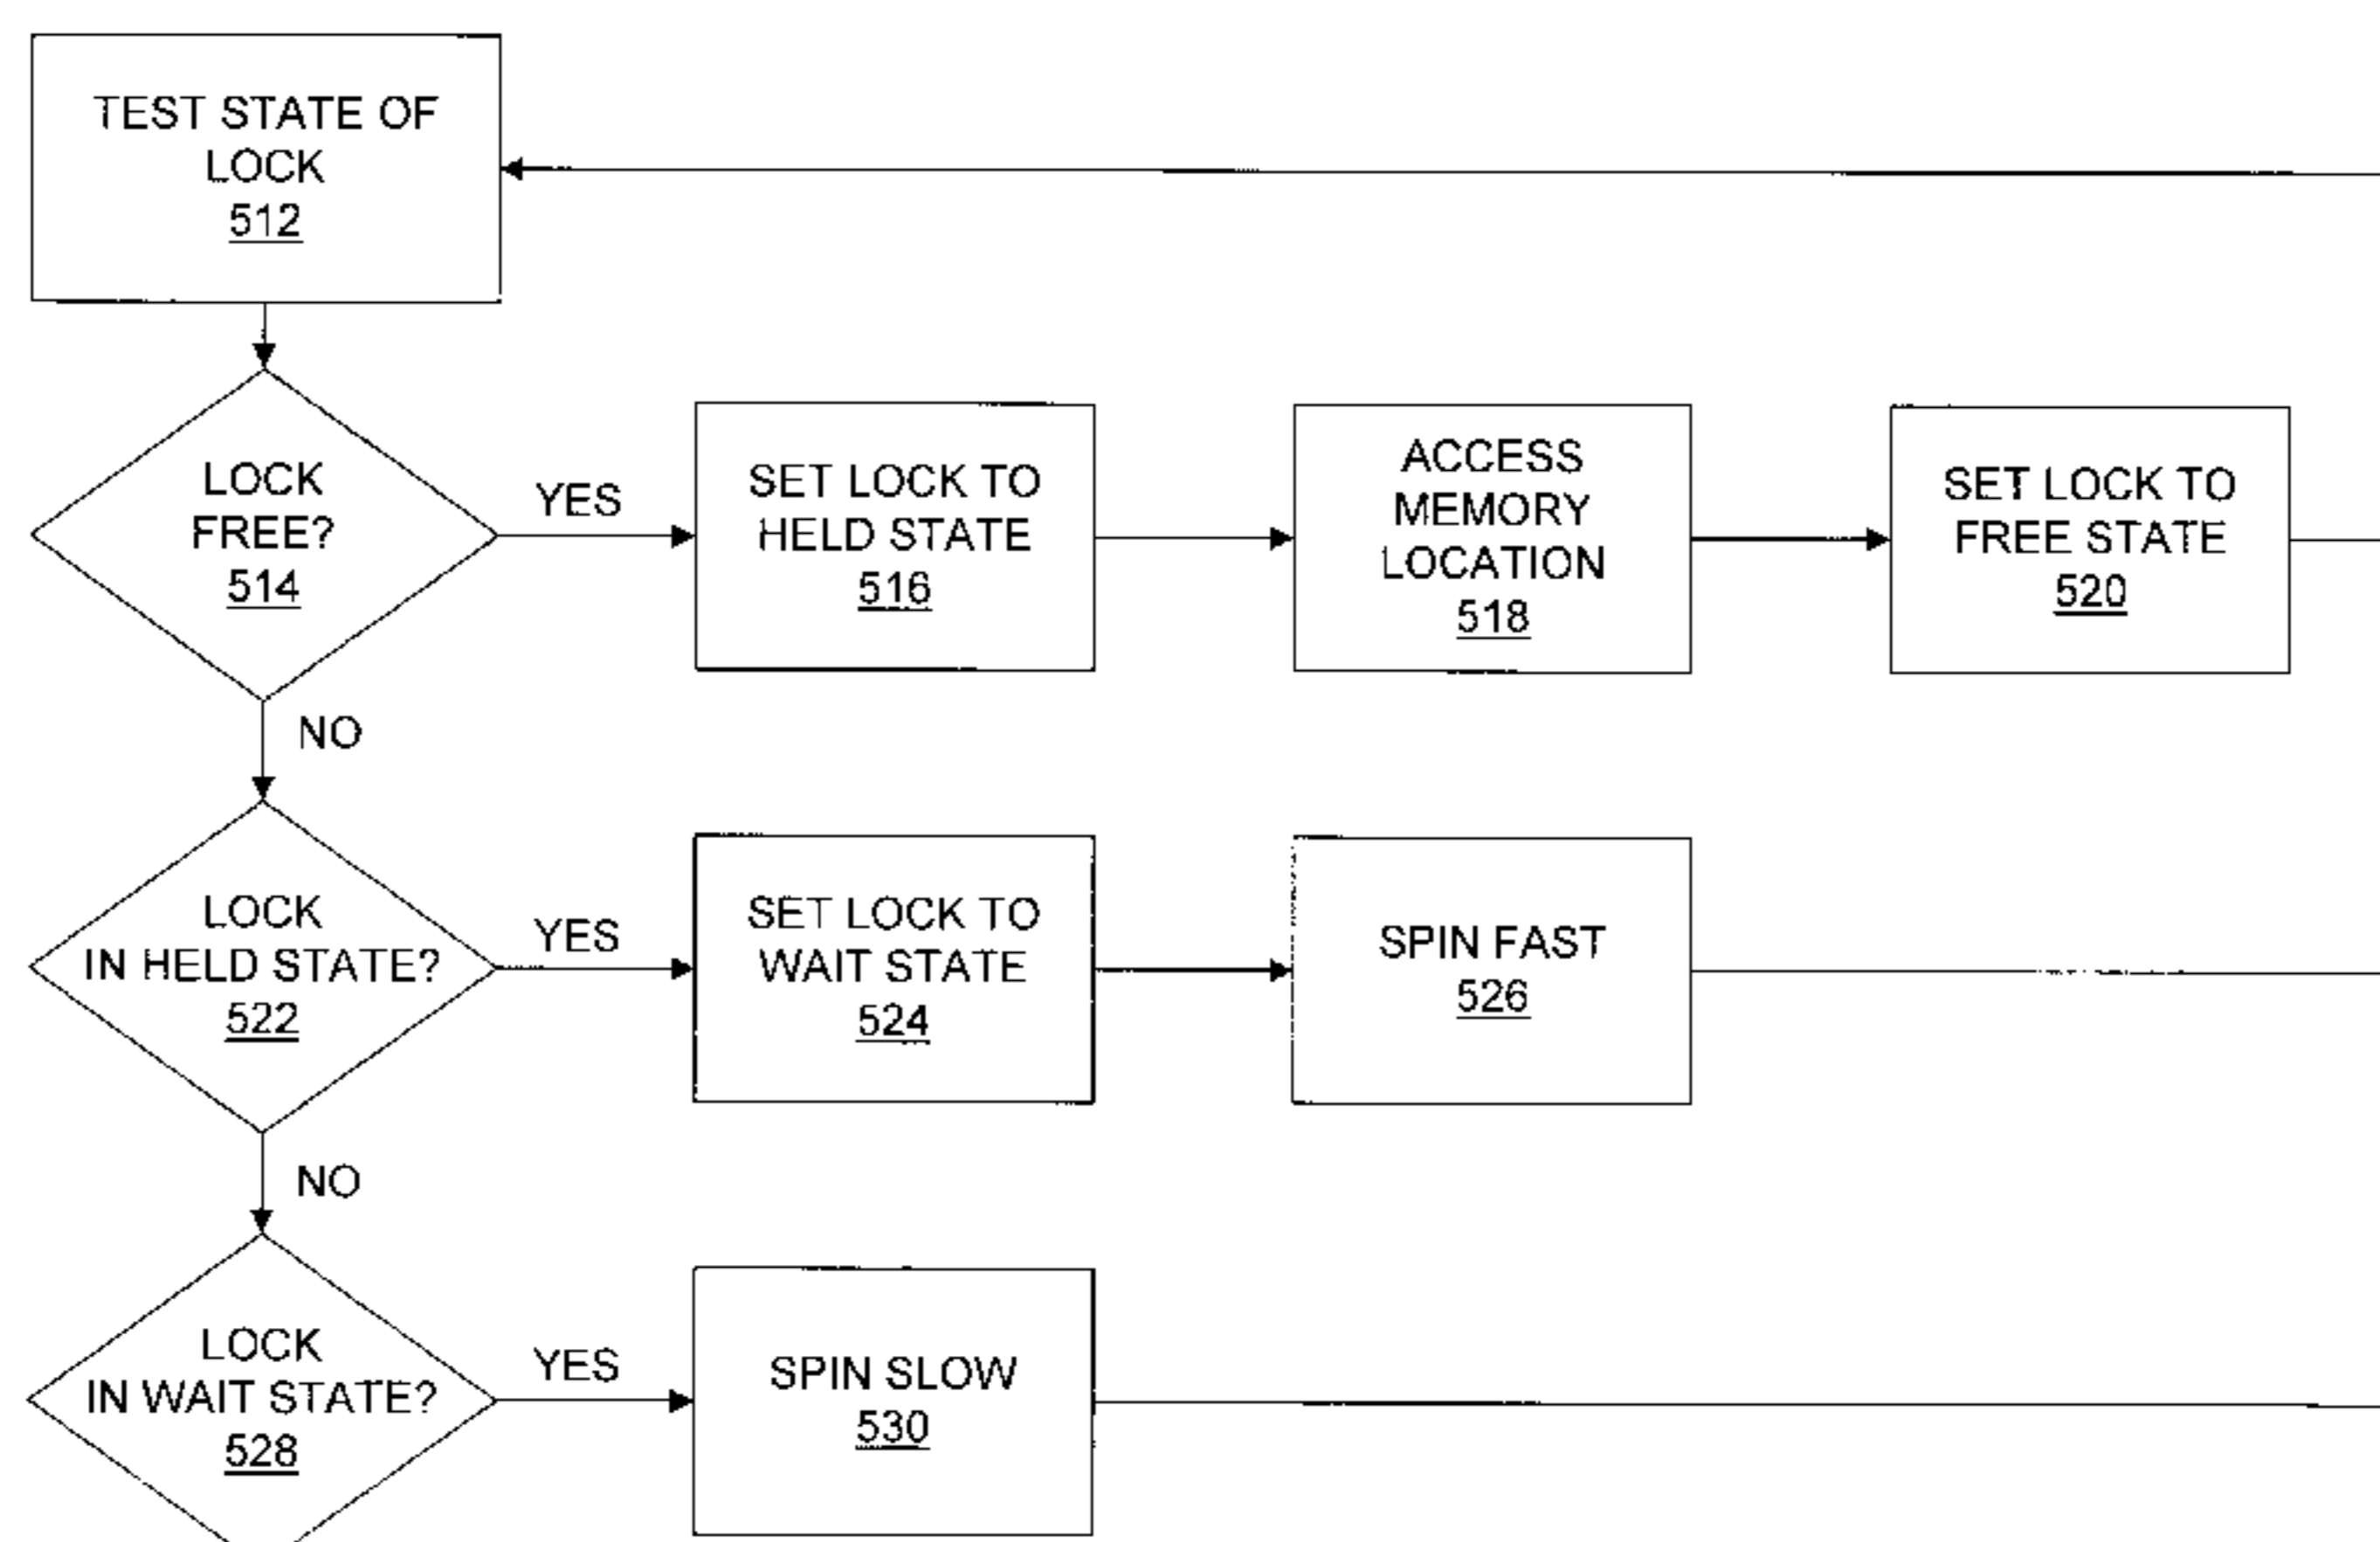 TEST STATE OF
LOCK
512
LOCK
FREE?
514
YES
SET LOCK TO
HELD STATE
516
ACCESS
MEMORY
LOCATION
518
SET LOCK TO
FREE STATE
520
NO
LOCK
IN HELD STATE?
522
YES
SET LOCK TO
WAIT STATE
524
SPIN FAST
526
NO
LOCK
IN WAIT STATE?
528
YES
SPIN SLOW
530